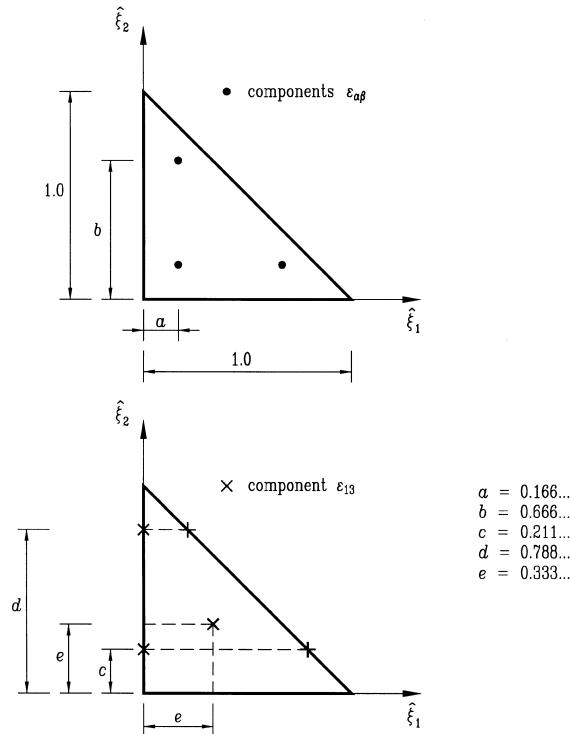 ξ̂₂
● components ε_αβ
1.0
b
a
ξ̂₁
1.0
ξ̂₂
× component ε₁₃
a = 0.166...
b = 0.666...
c = 0.211...
d = 0.788...
e = 0.333...
d
e
c
e
ξ̂₁